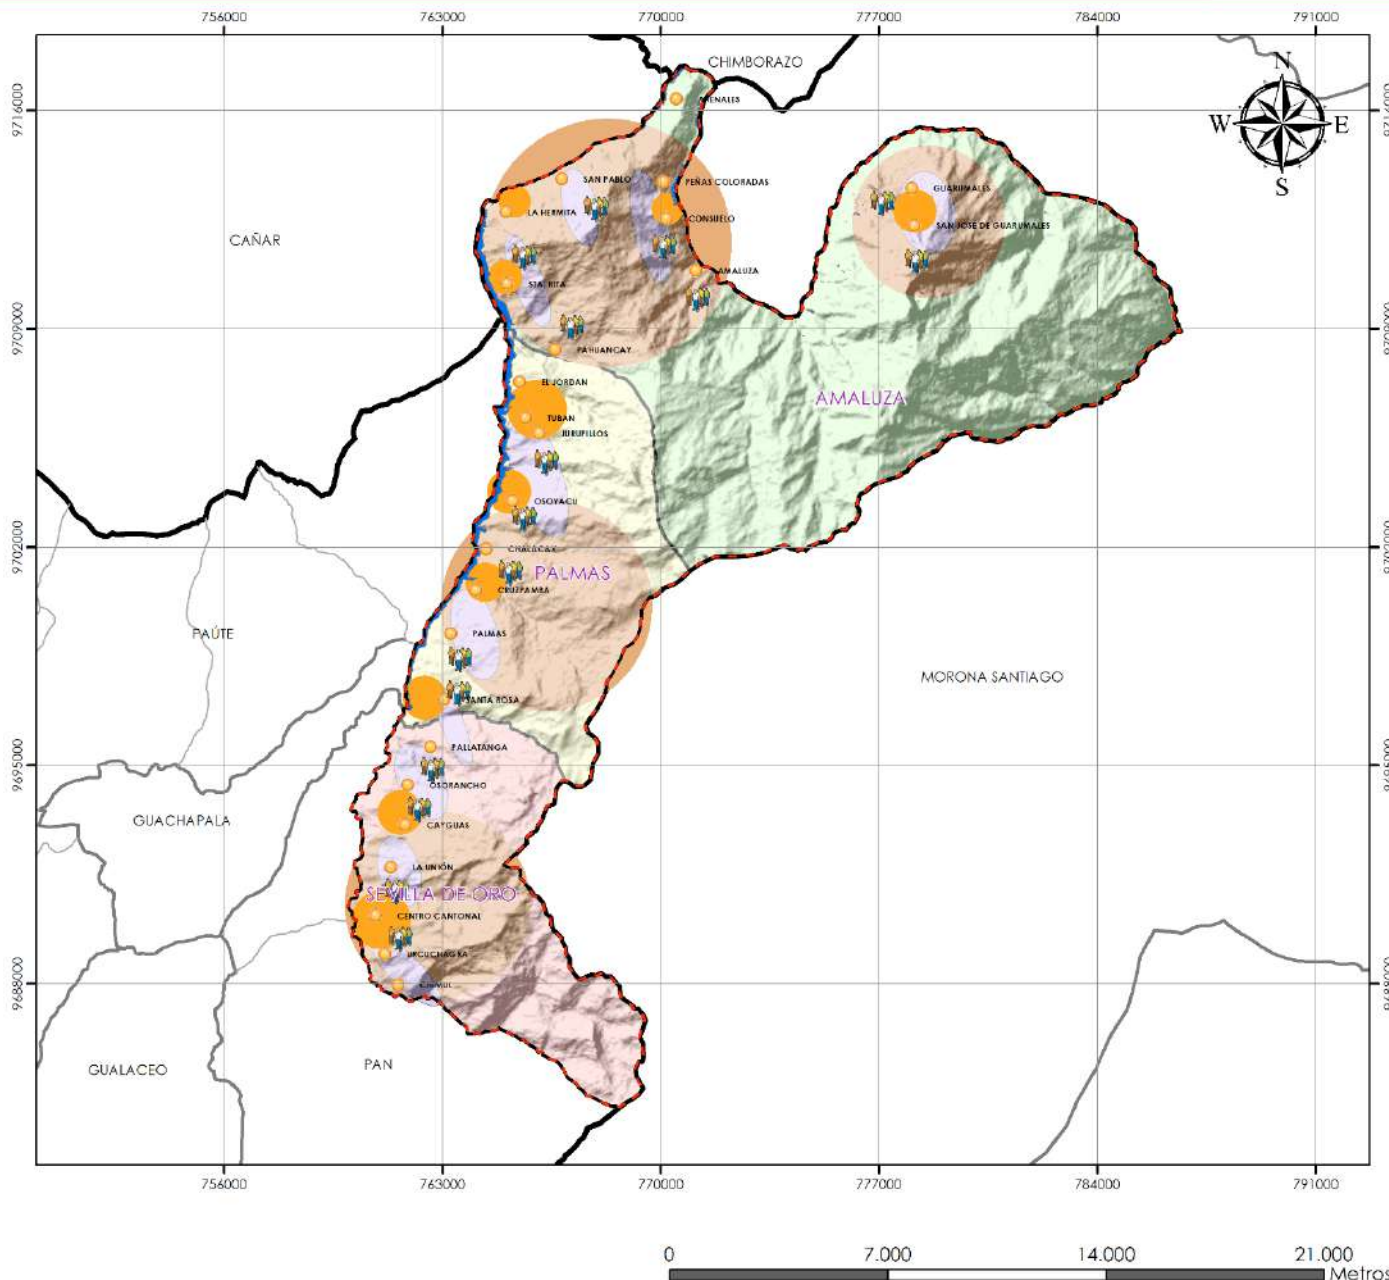 756000 763000 770000 777000 784000 791000
CHIMBORAZO
N
9716000
W E
S
SAN PABLO
PEÑAS COLORADAS
GUARUMALES
LA HERMITA
CONSUELO
SAN JOSE DE GUARUMALES
CAÑAR
AMALUZA
STA. RITA
9709000
PAHUANCAY
EL JORDAN
AMALUZA
TUBAN
JURUPILLOS
OSOYACU
9702000
CHALACAY
PALMAS
CRUZPAMBA
PAÚTE
PALMAS
MORONA SANTIAGO
SANTA ROSA
PALLATANGA
9695000
OSORANCHO
GUACHAPALA
CAYGUAS
LA UNIÓN
SEVILLA DE ORO
CENTRO CANTONAL
URCUCHAGRA
9688000
GUALACEO
PAN
756000 763000 770000 777000 784000 791000
0 7.000 14.000 21.000
Metros